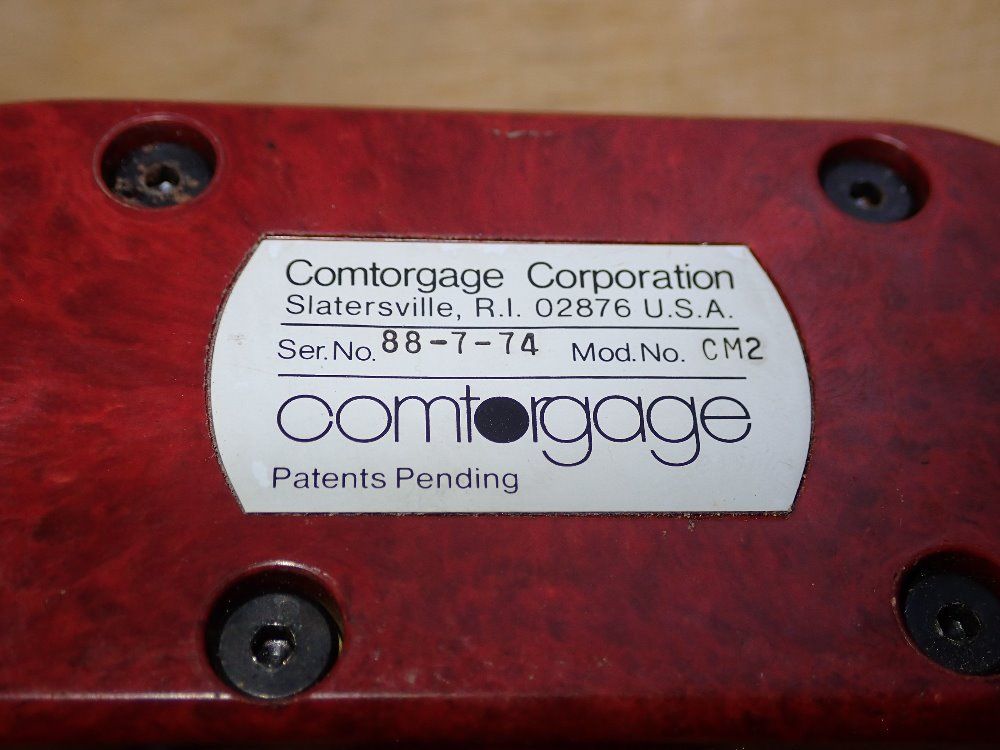 Comtorgage Corporation
Slatersville, R.I. 02876 U.S.A.
Ser. No. 88-7-74 Mod. No. CM2
comtorgage
Patents Pending